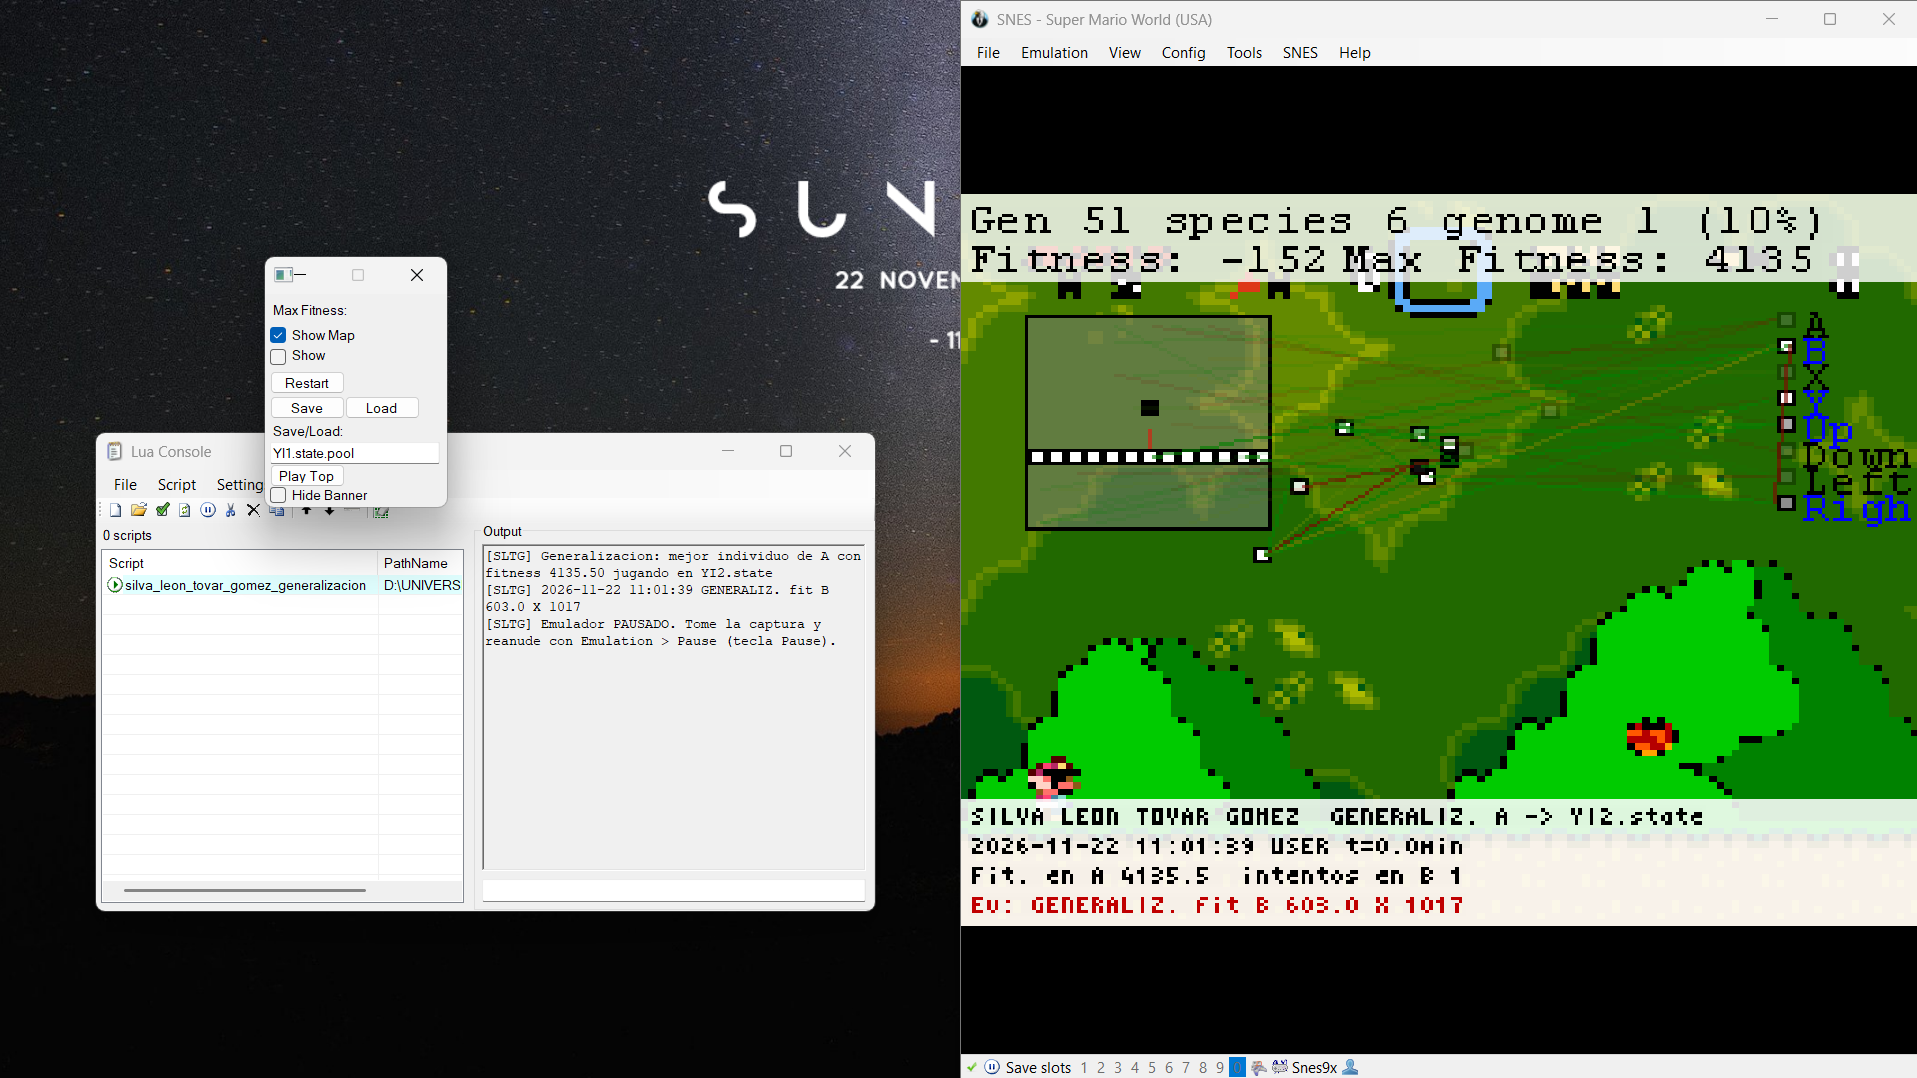 SUN
22 NOVEM
- 11
Max Fitness:
Show Map
Show
Restart
Save Load
Save/Load:
YI1.state.pool
Play Top
Hide Banner
Lua Console
File Script Setting
0 scripts
Script PathName
silva_leon_tovar_gomez_generalizacion D:\UNIVERS
Output
[SLTG] Generalizacion: mejor individuo de A con
fitness 4135.50 jugando en YI2.state
[SLTG] 2026-11-22 11:01:39 GENERALIZ. fit B
603.0 X 1017
[SLTG] Emulador PAUSADO. Tome la captura y
reanude con Emulation > Pause (tecla Pause).
SNES - Super Mario World (USA)
File Emulation View Config Tools SNES Help
Gen 51 species 6 genome 1 (10%)
Fitness: -152 Max Fitness: 4135
A
B
X
Y
Up
Down
Left
Righ
SILVA LEON TOVAR GOMEZ GENERALIZ. A -> YI2.state
2026-11-22 11:01:39 USER t=0.0min
Fit. en A 4135.5 intentos en B 1
Ev: GENERALIZ. fit B 603.0 X 1017
Save slots 1 2 3 4 5 6 7 8 9 0 Snes9x